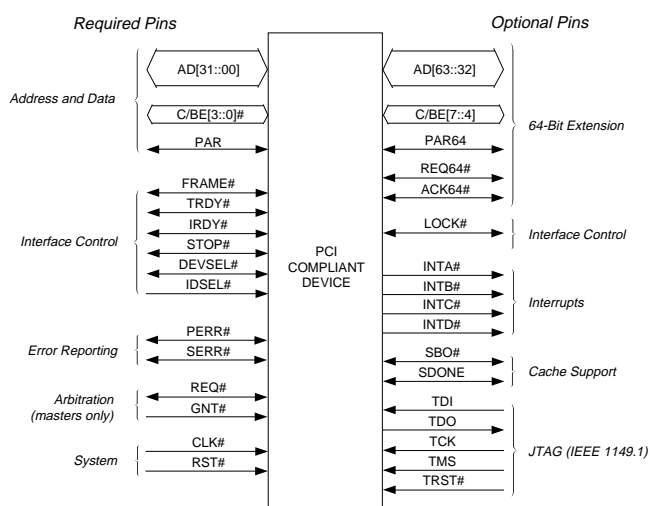 Required Pins
Optional Pins
AD[31::00]
C/BE[3::0]#
PAR
Address and Data
FRAME#
TRDY#
IRDY#
STOP#
DEVSEL#
IDSEL#
Interface Control
PERR#
SERR#
Error Reporting
REQ#
GNT#
Arbitration
(masters only)
CLK#
RST#
System
PCI
COMPLIANT
DEVICE
AD[63::32]
C/BE[7::4]
PAR64
REQ64#
ACK64#
64-Bit Extension
LOCK#
Interface Control
INTA#
INTB#
INTC#
INTD#
Interrupts
SBO#
SDONE
Cache Support
TDI
TDO
TCK
TMS
TRST#
JTAG (IEEE 1149.1)